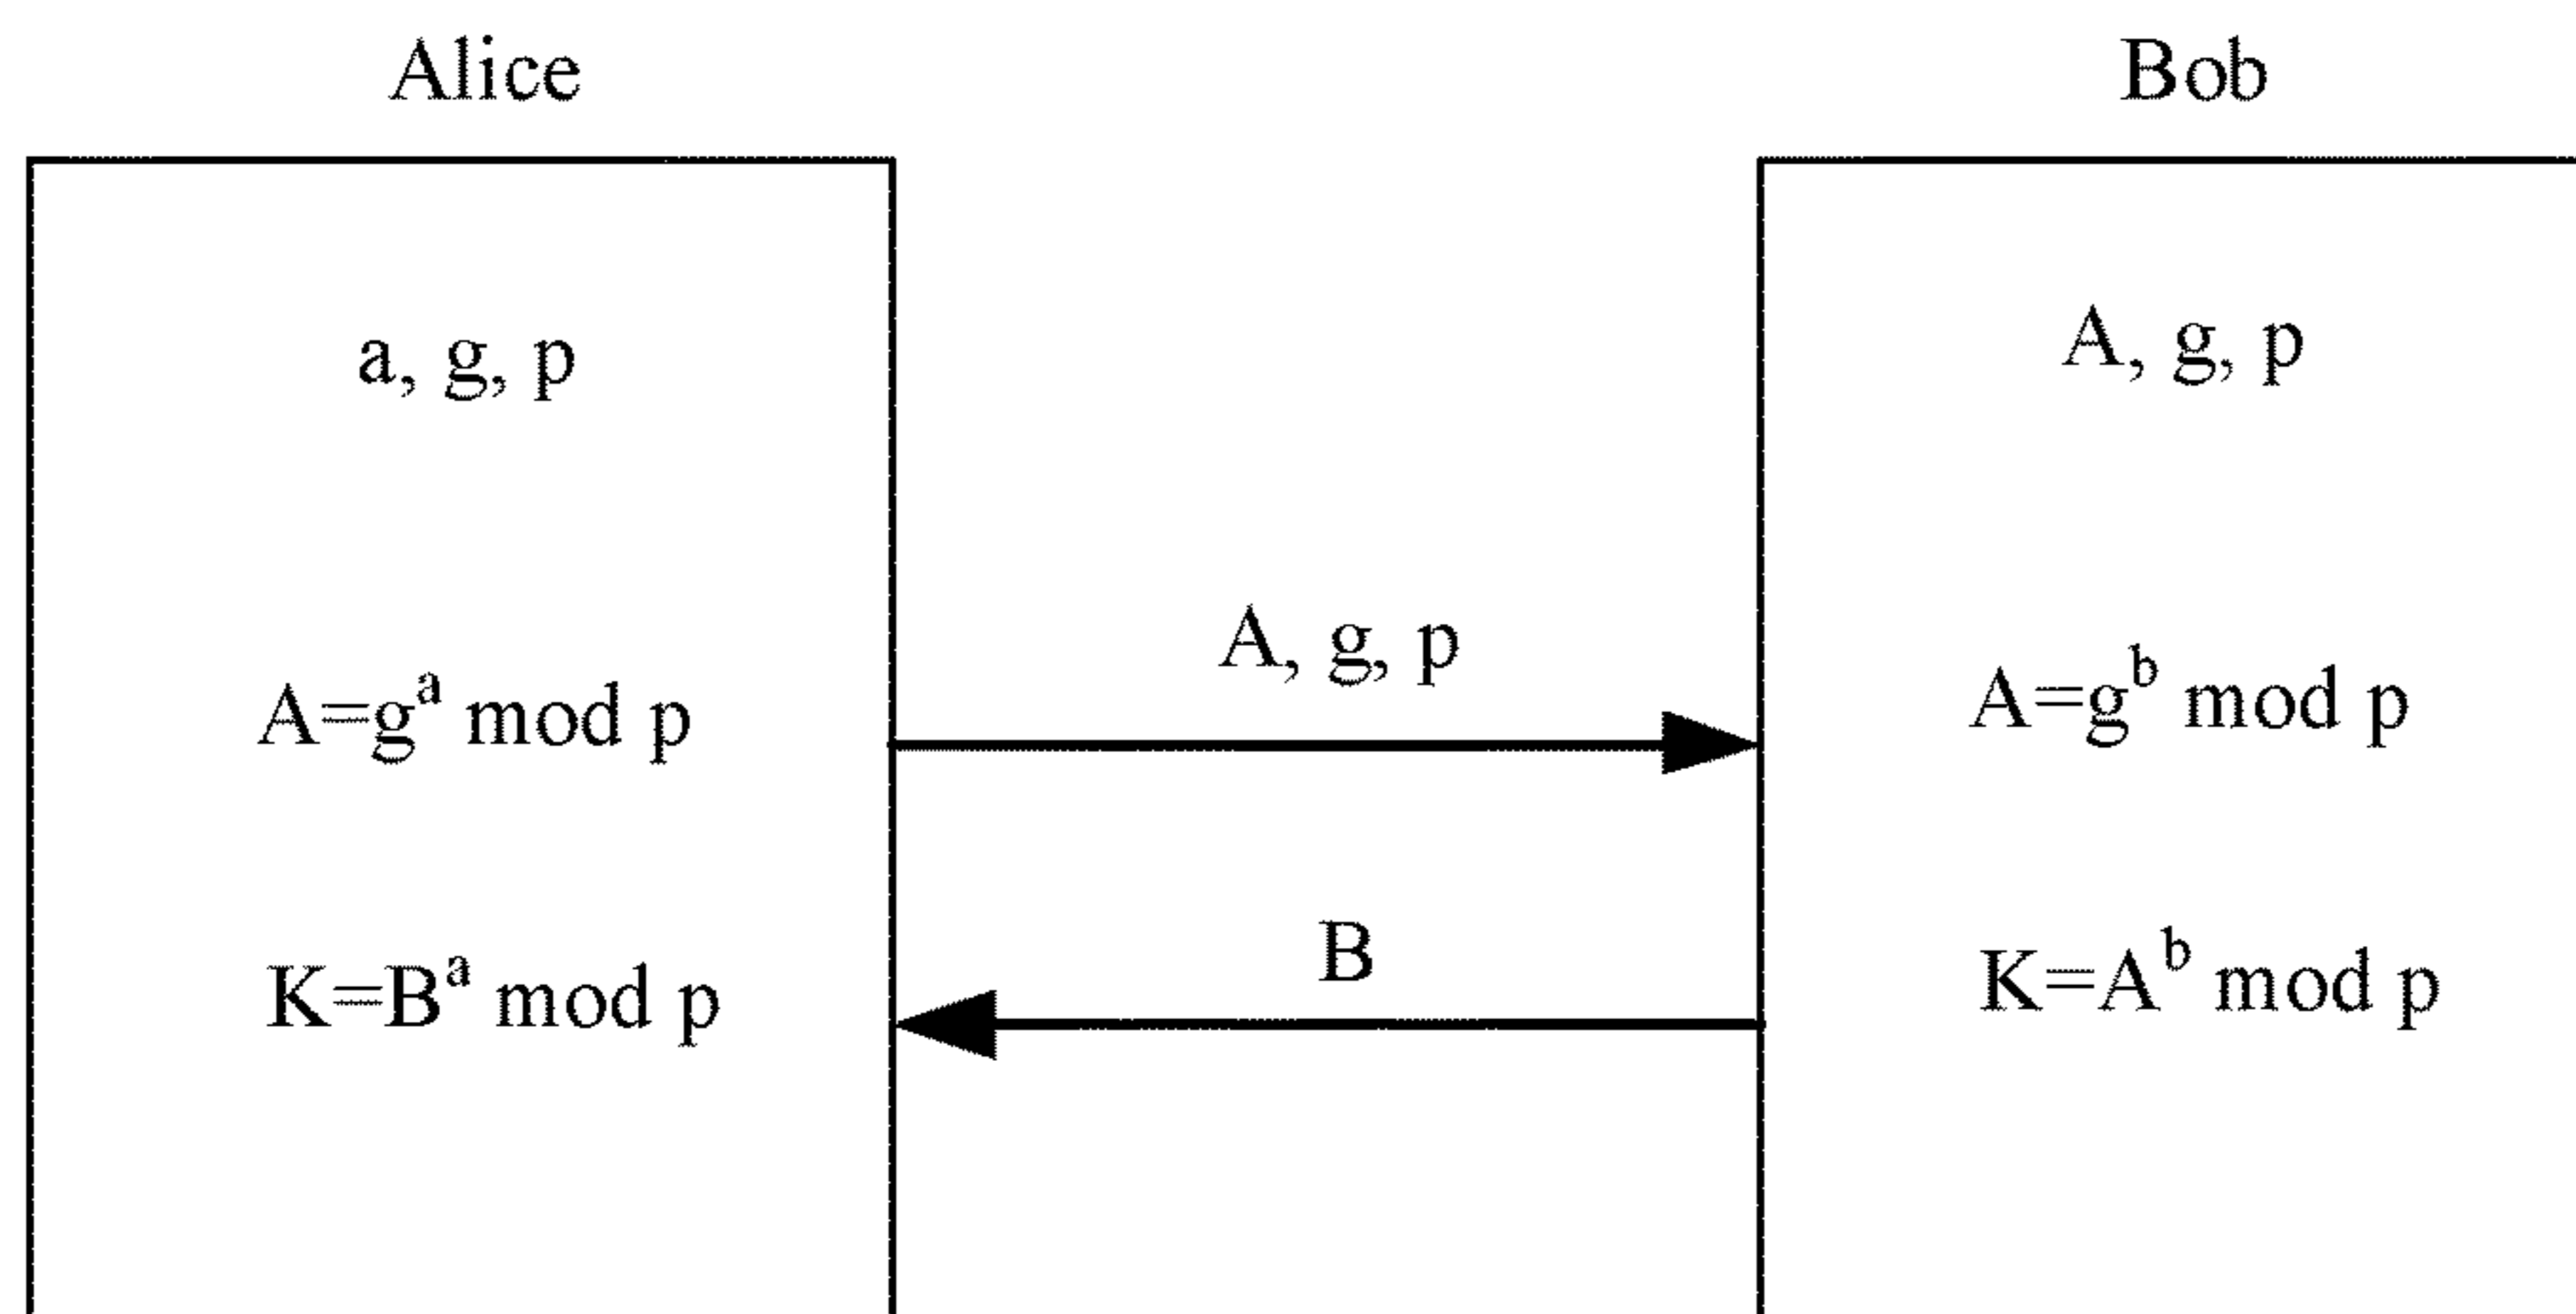 Alice
Bob
a, g, p
A, g, p
A, g, p
A=g^a mod p
A=g^b mod p
B
K=B^a mod p
K=A^b mod p